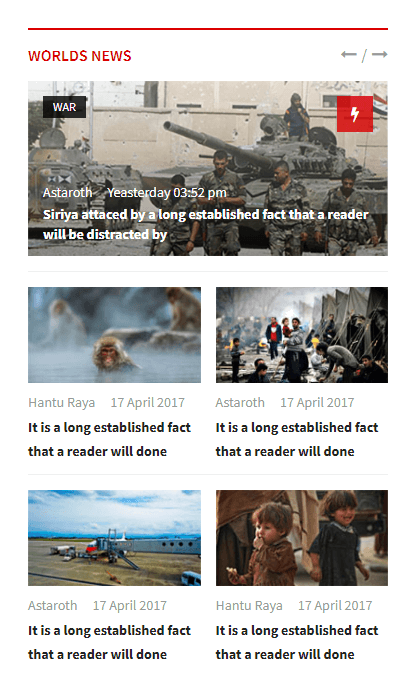 WORLDS NEWS
/
WAR
Astaroth Yeasterday 03:52 pm
Siriya attaced by a long established fact that a reader
will be distracted by
Hantu Raya 17 April 2017
It is a long established fact
that a reader will done
Astaroth 17 April 2017
It is a long established fact
that a reader will done
Astaroth 17 April 2017
It is a long established fact
that a reader will done
Hantu Raya 17 April 2017
It is a long established fact
that a reader will done